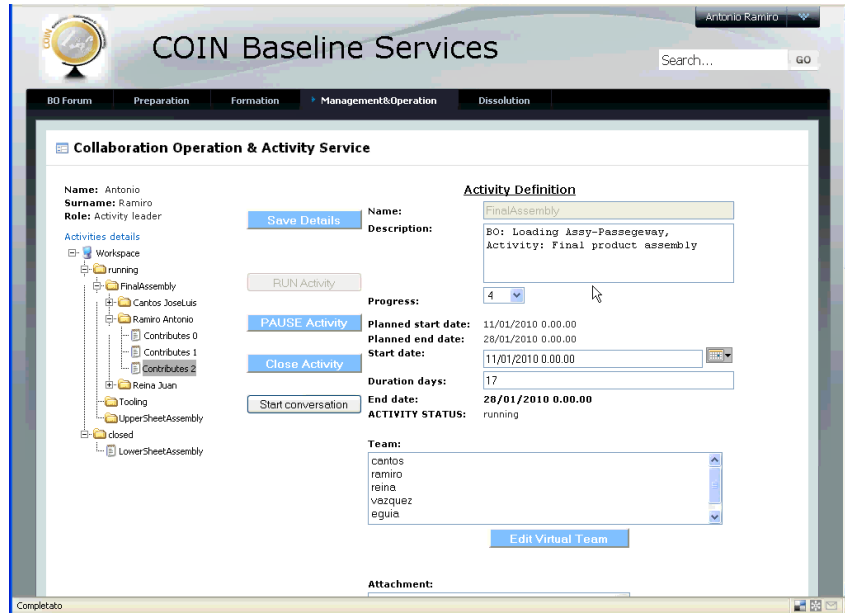 Antonio Ramiro
COIN
COIN Baseline Services
Search...
GO
BO Forum
Preparation
Formation
Management&Operation
Dissolution
Collaboration Operation & Activity Service
Name: Antonio
Surname: Ramiro
Role: Activity leader
Activities details
Workspace
running
FinalAssembly
Cantos JoseLuis
Ramiro Antonio
Contributes 0
Contributes 1
Contributes 2
Reina Juan
Tooling
UpperSheetAssembly
closed
LowerSheetAssembly
Save Details
RUN Activity
PAUSE Activity
Close Activity
Start conversation
Activity Definition
Name:
FinalAssembly
Description:
BO: Loading Assy-Passegeway,
Activity: Final product assembly
Progress:
4
Planned start date: 11/01/2010 0.00.00
Planned end date: 28/01/2010 0.00.00
Start date:
11/01/2010 0.00.00
Duration days:
17
End date: 28/01/2010 0.00.00
ACTIVITY STATUS: running
Team:
cantos
ramiro
reina
vazquez
eguia
Edit Virtual Team
Attachment:
Completato